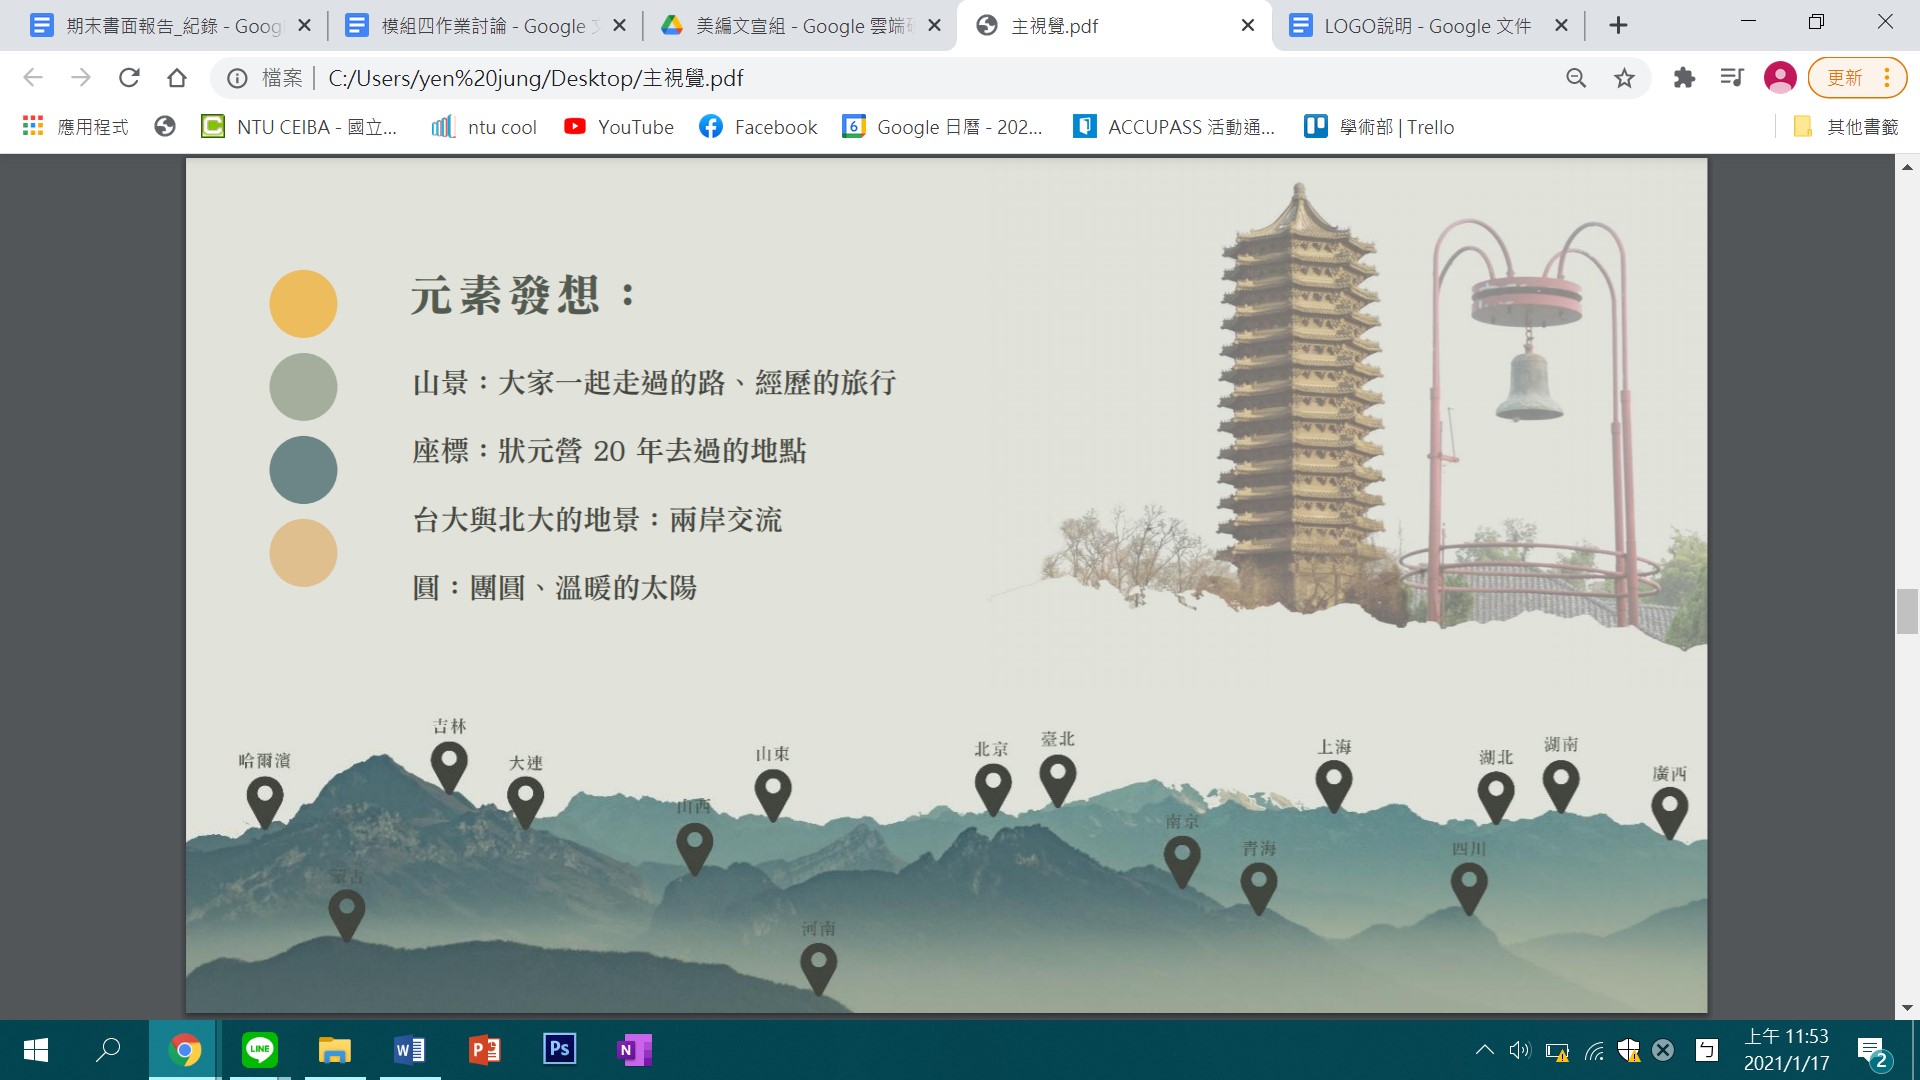 期末書面報告_紀錄 - Goog
模組四作業討論 - Google
美編文宣組 - Google 雲端
主視覺.pdf
LOGO說明 - Google 文件
檔案
C:/Users/yen%20jung/Desktop/主視覺.pdf
更新
應用程式
NTU CEIBA - 國立...
ntu cool
YouTube
Facebook
Google 日曆 - 202...
ACCUPASS 活動通...
學術部 | Trello
其他書籤
元素發想：
山景：大家一起走過的路、經歷的旅行
座標：狀元營 20 年去過的地點
台大與北大的地景：兩岸交流
圓：團圓、溫暖的太陽
哈爾濱
吉林
大連
山西
山東
北京
臺北
上海
湖北
湖南
廣西
南京
青海
四川
蒙古
河南
LINE
Ps
上午 11:53
2021/1/17
2